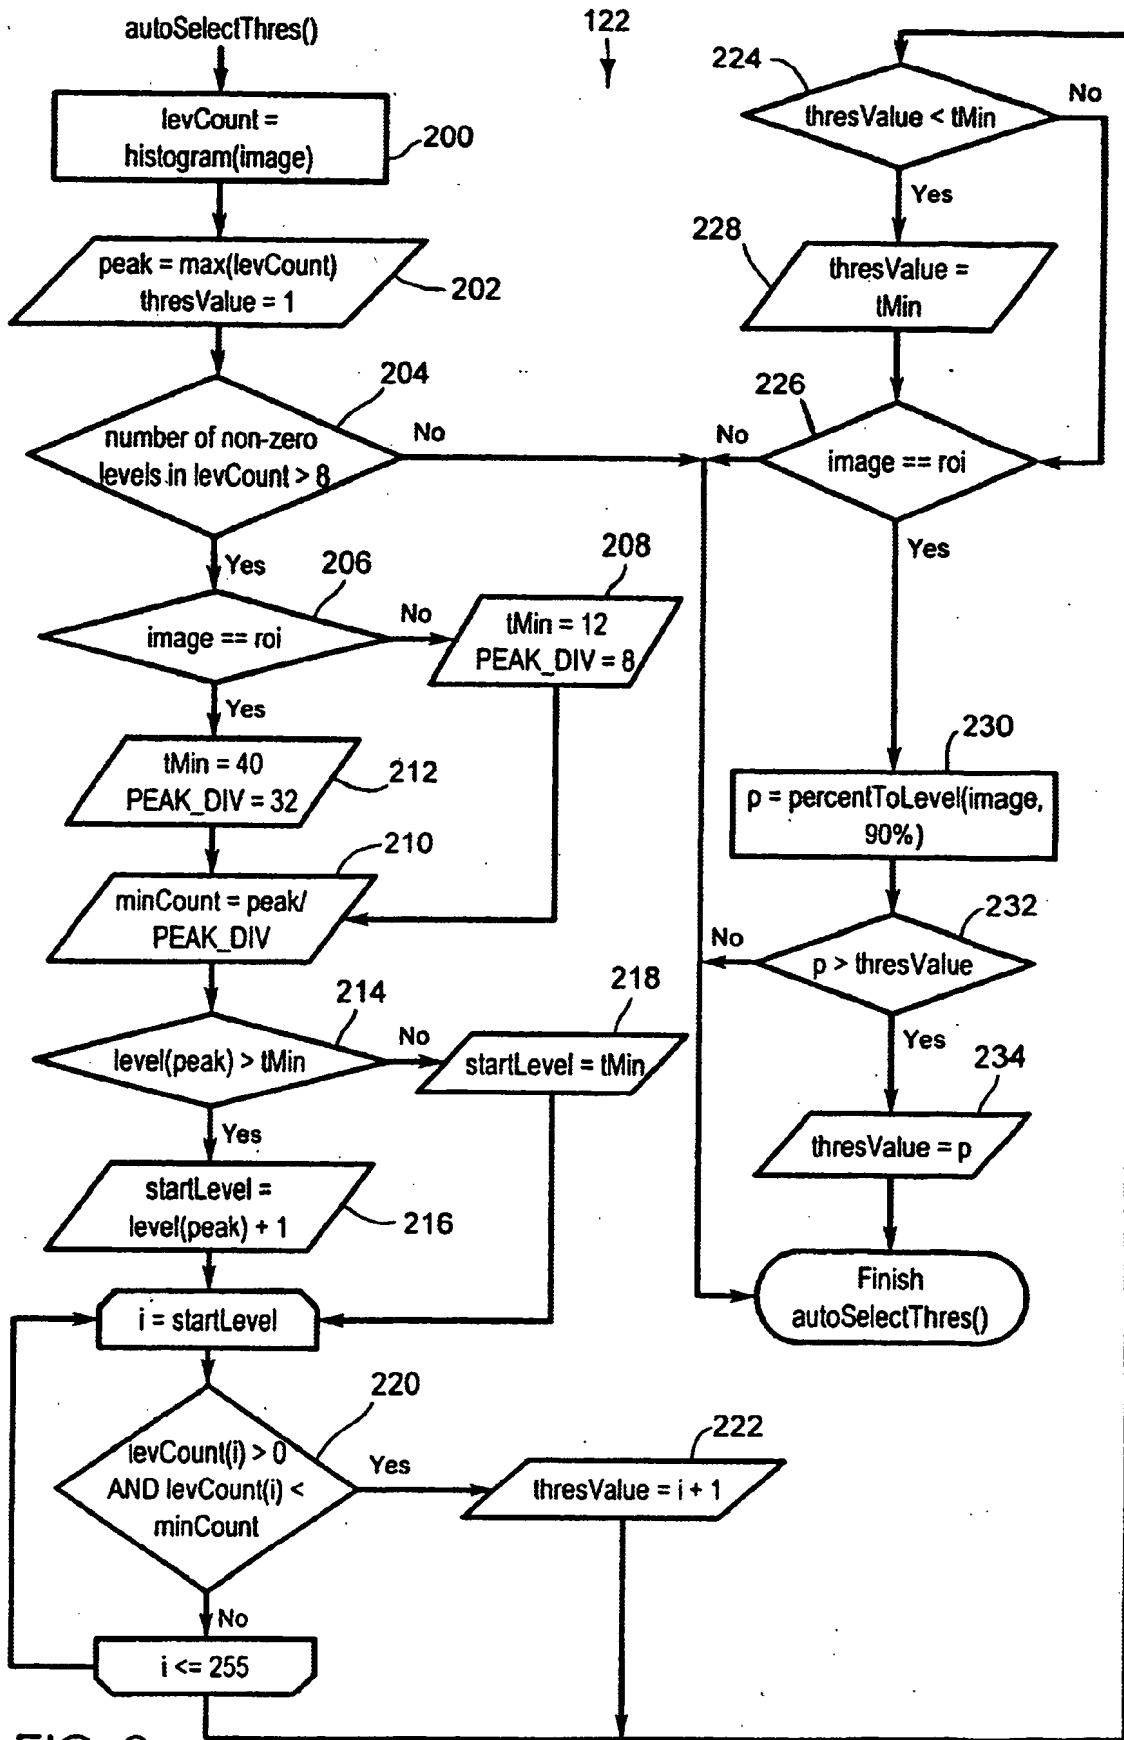 autoSelectThres()
122
levCount =
histogram(image)
200
peak = max(levCount)
thresValue = 1
202
204
number of non-zero
levels in levCount > 8
No
Yes
206
image == roi
No
208
tMin = 12
PEAK_DIV = 8
Yes
tMin = 40
PEAK_DIV = 32
212
210
minCount = peak/
PEAK_DIV
214
level(peak) > tMin
No
218
startLevel = tMin
Yes
startLevel =
level(peak) + 1
216
i = startLevel
220
levCount(i) > 0
AND levCount(i) <
minCount
Yes
222
thresValue = i + 1
No
i <= 255
224
thresValue < tMin
No
Yes
228
thresValue =
tMin
226
No
image == roi
Yes
230
p = percentToLevel(image,
90%)
232
No
p > thresValue
Yes
234
thresValue = p
Finish
autoSelectThres()